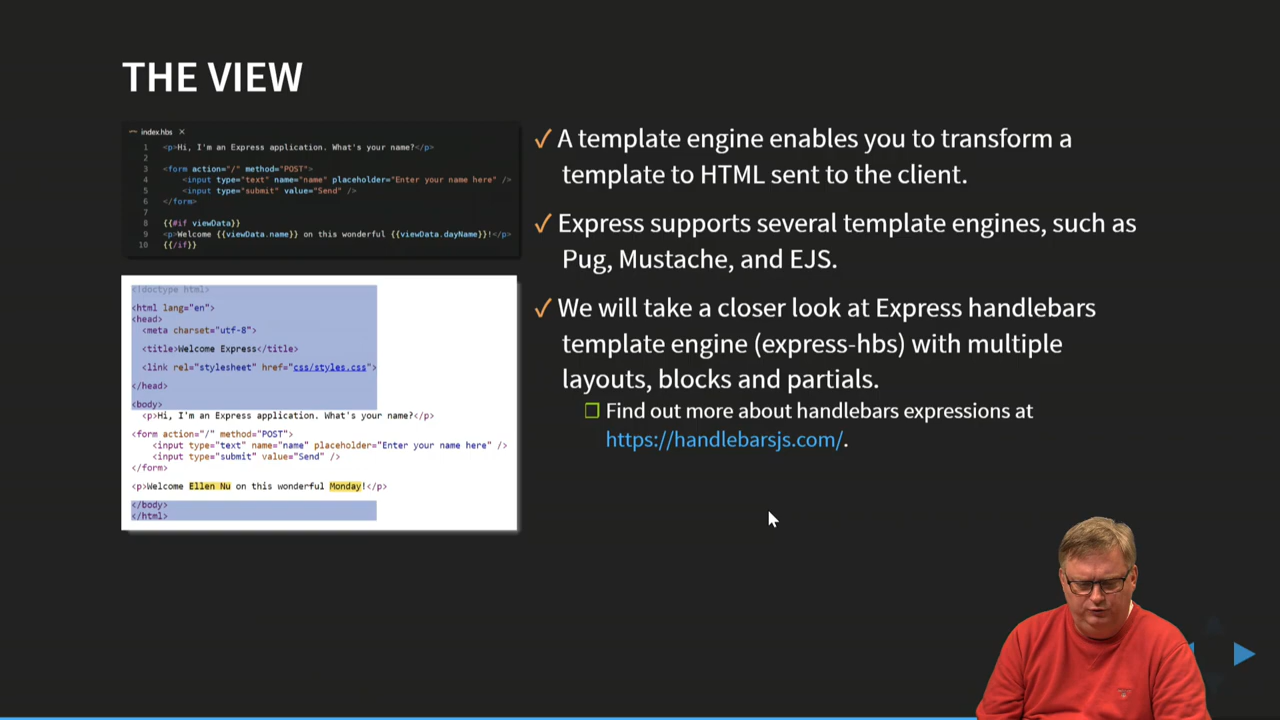 THE VIEW
index.hbs ×
1 <p>Hi, I'm an Express application. What's your name?</p>
2
3 <form action="/" method="POST">
4 <input type="text" name="name" placeholder="Enter your name here" />
5 <input type="submit" value="Send" />
6 </form>
7
8 {{#if viewData}}
9 <p>Welcome {{viewData.name}} on this wonderful {{viewData.dayName}}!</p>
10 {{/if}}
<!doctype html>
<html lang="en">
<head>
<meta charset="utf-8">
<title>Welcome Express</title>
<link rel="stylesheet" href="css/styles.css">
</head>
<body>
<p>Hi, I'm an Express application. What's your name?</p>
<form action="/" method="POST">
<input type="text" name="name" placeholder="Enter your name here" />
<input type="submit" value="Send" />
</form>
<p>Welcome Ellen Nu on this wonderful Monday!</p>
</body>
</html>
✓ A template engine enables you to transform a
template to HTML sent to the client.
✓ Express supports several template engines, such as
Pug, Mustache, and EJS.
✓ We will take a closer look at Express handlebars
template engine (express-hbs) with multiple
layouts, blocks and partials.
❒ Find out more about handlebars expressions at
https://handlebarsjs.com/.